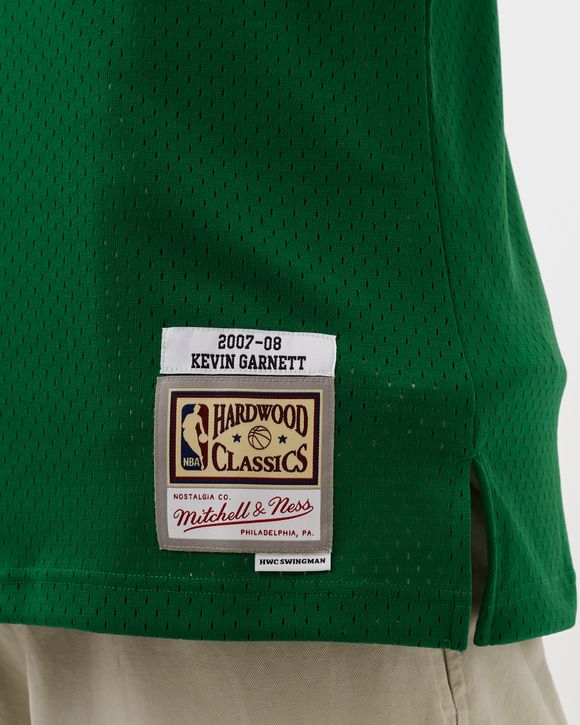 2007-08
KEVIN GARNETT
HARDWOOD
CLASSICS
NBA
NOSTALGIA CO.
Mitchell & Ness
PHILADELPHIA, PA.
HWC SWINGMAN